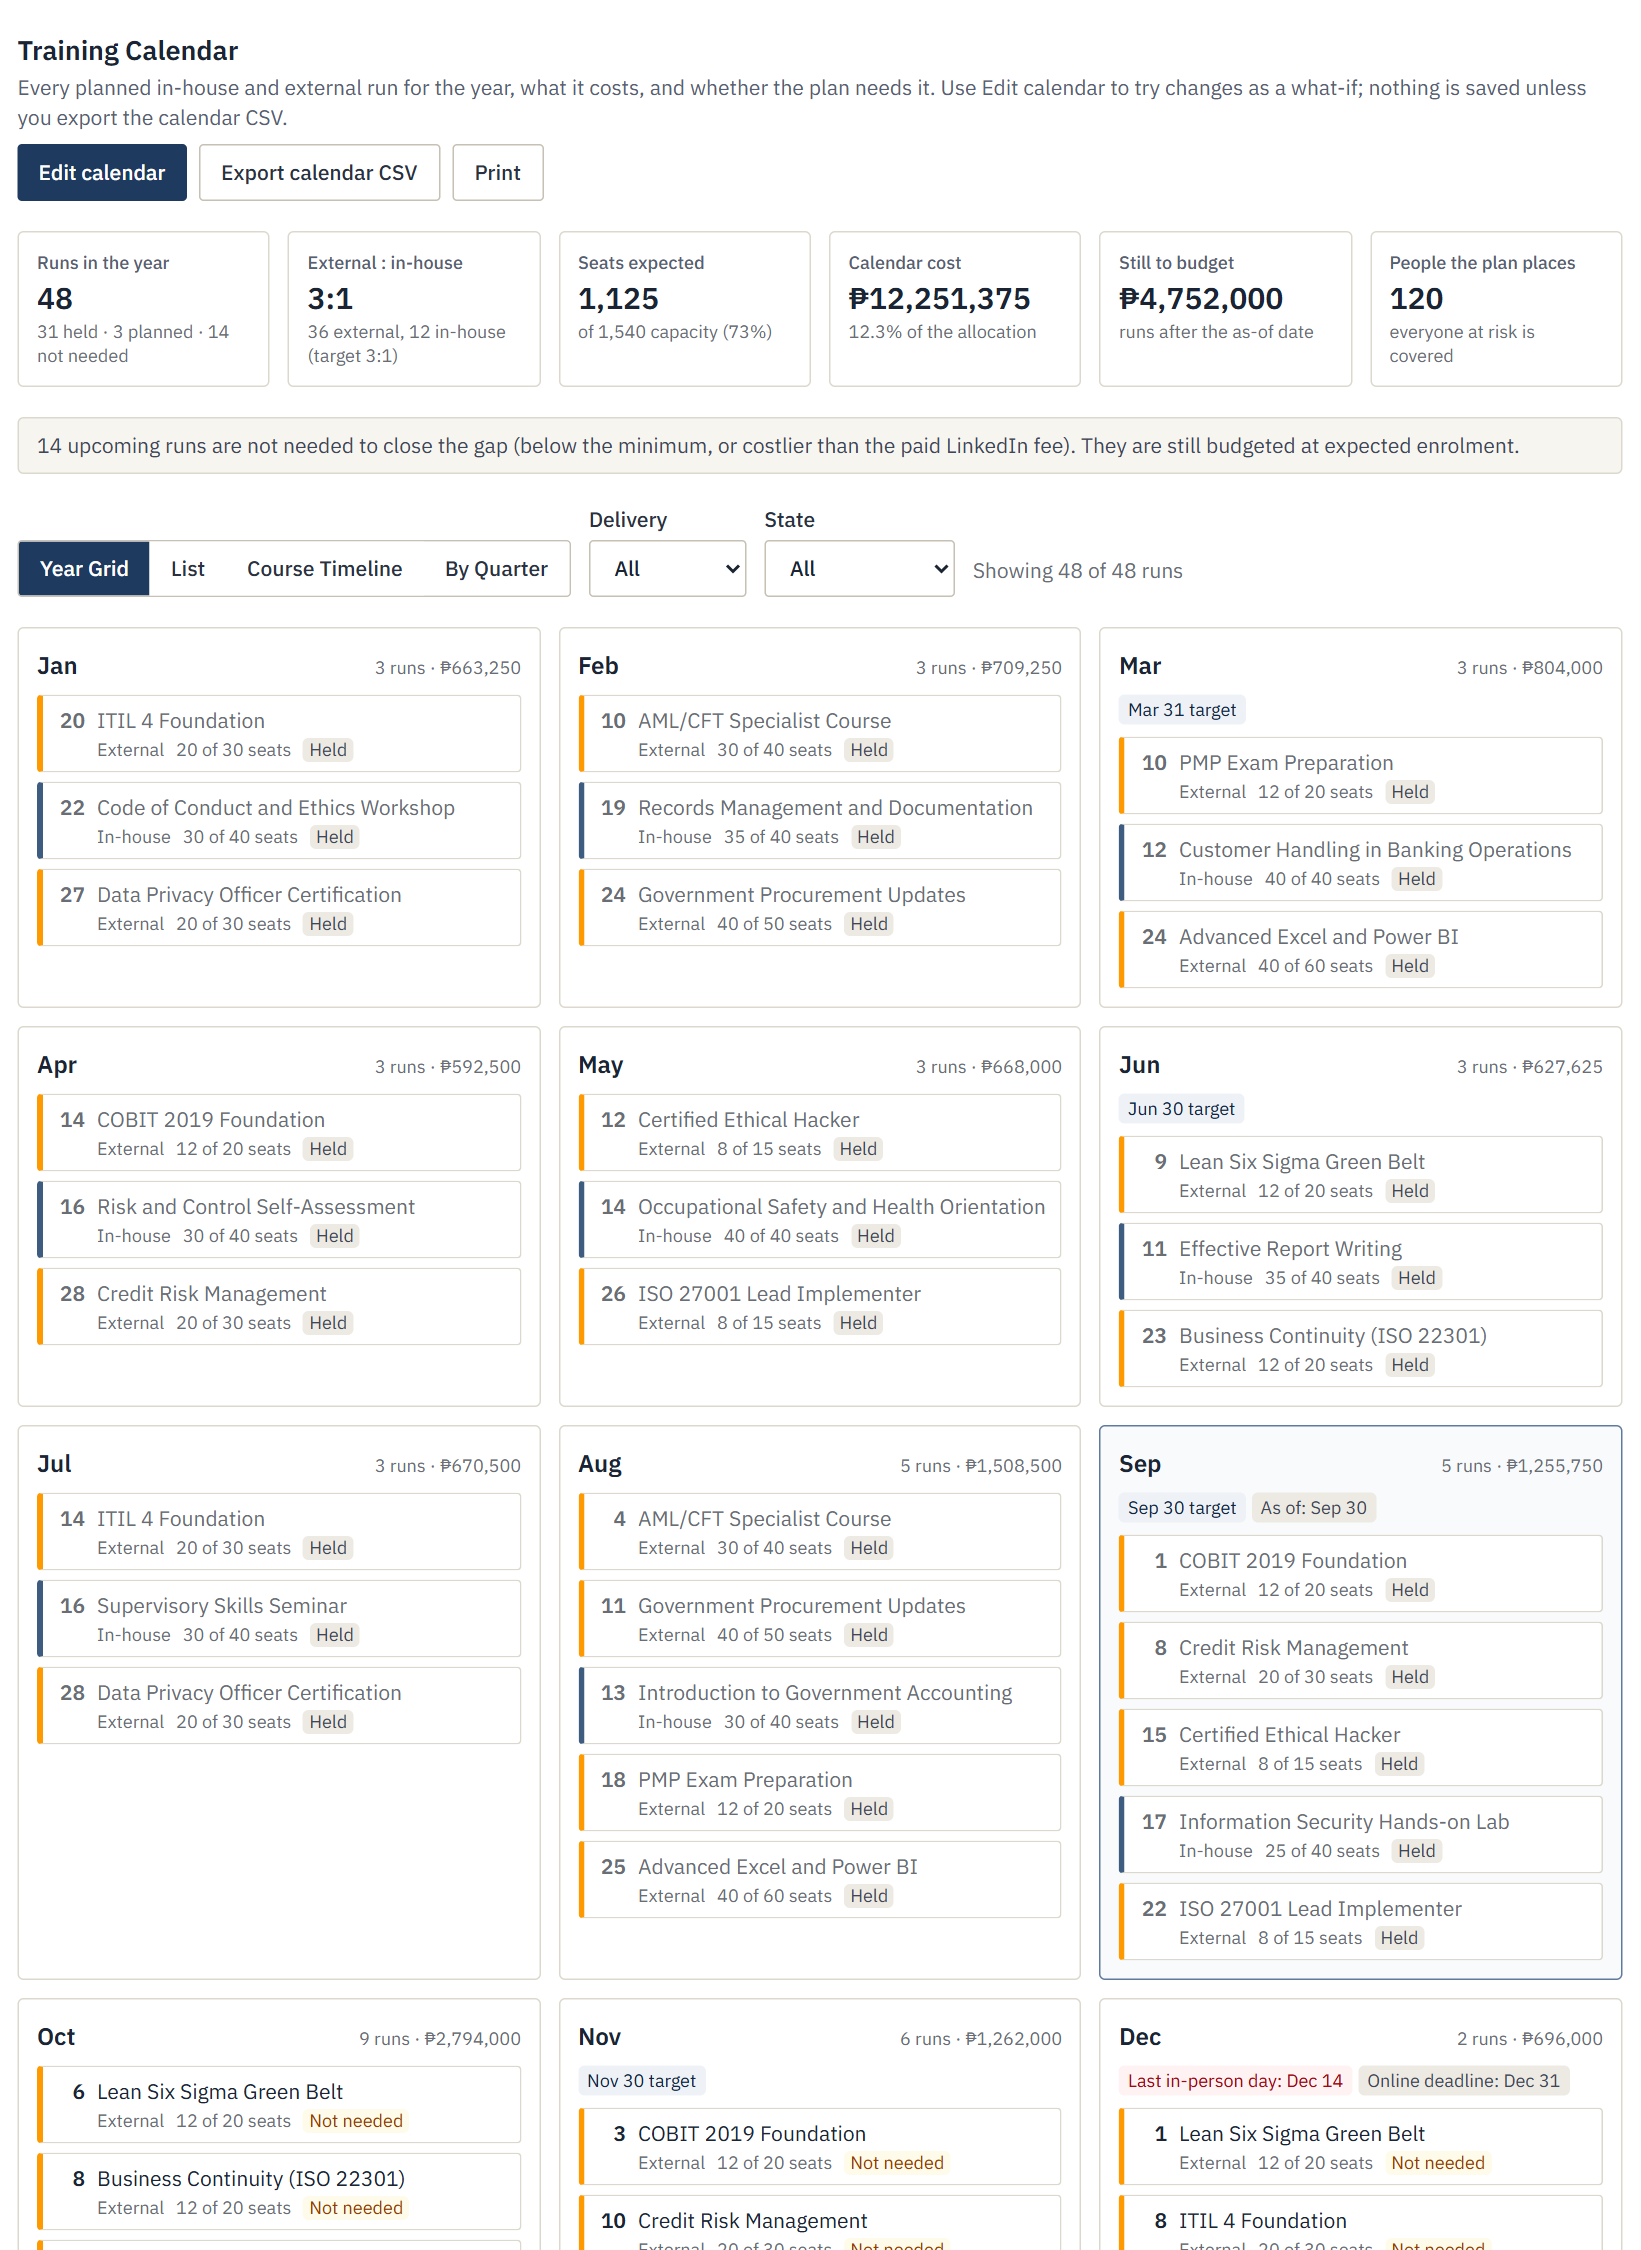 Training Calendar
Every planned in-house and external run for the year, what it costs, and whether the plan needs it. Use Edit calendar to try changes as a what-if; nothing is saved unless
you export the calendar CSV.
Edit calendar
Export calendar CSV
Print
Runs in the year
48
31 held · 3 planned · 14
not needed
External : in-house
3:1
36 external, 12 in-house
(target 3:1)
Seats expected
1,125
of 1,540 capacity (73%)
Calendar cost
₱12,251,375
12.3% of the allocation
Still to budget
₱4,752,000
runs after the as-of date
People the plan places
120
everyone at risk is
covered
14 upcoming runs are not needed to close the gap (below the minimum, or costlier than the paid LinkedIn fee). They are still budgeted at expected enrolment.
Year Grid
List
Course Timeline
By Quarter
Delivery
All
State
All
Showing 48 of 48 runs
Jan
3 runs · ₱663,250
20 ITIL 4 Foundation
External 20 of 30 seats Held
22 Code of Conduct and Ethics Workshop
In-house 30 of 40 seats Held
27 Data Privacy Officer Certification
External 20 of 30 seats Held
Feb
3 runs · ₱709,250
10 AML/CFT Specialist Course
External 30 of 40 seats Held
19 Records Management and Documentation
In-house 35 of 40 seats Held
24 Government Procurement Updates
External 40 of 50 seats Held
Mar
3 runs · ₱804,000
Mar 31 target
10 PMP Exam Preparation
External 12 of 20 seats Held
12 Customer Handling in Banking Operations
In-house 40 of 40 seats Held
24 Advanced Excel and Power BI
External 40 of 60 seats Held
Apr
3 runs · ₱592,500
14 COBIT 2019 Foundation
External 12 of 20 seats Held
16 Risk and Control Self-Assessment
In-house 30 of 40 seats Held
28 Credit Risk Management
External 20 of 30 seats Held
May
3 runs · ₱668,000
12 Certified Ethical Hacker
External 8 of 15 seats Held
14 Occupational Safety and Health Orientation
In-house 40 of 40 seats Held
26 ISO 27001 Lead Implementer
External 8 of 15 seats Held
Jun
3 runs · ₱627,625
Jun 30 target
9 Lean Six Sigma Green Belt
External 12 of 20 seats Held
11 Effective Report Writing
In-house 35 of 40 seats Held
23 Business Continuity (ISO 22301)
External 12 of 20 seats Held
Jul
3 runs · ₱670,500
14 ITIL 4 Foundation
External 20 of 30 seats Held
16 Supervisory Skills Seminar
In-house 30 of 40 seats Held
28 Data Privacy Officer Certification
External 20 of 30 seats Held
Aug
5 runs · ₱1,508,500
4 AML/CFT Specialist Course
External 30 of 40 seats Held
11 Government Procurement Updates
External 40 of 50 seats Held
13 Introduction to Government Accounting
In-house 30 of 40 seats Held
18 PMP Exam Preparation
External 12 of 20 seats Held
25 Advanced Excel and Power BI
External 40 of 60 seats Held
Sep
5 runs · ₱1,255,750
Sep 30 target
As of: Sep 30
1 COBIT 2019 Foundation
External 12 of 20 seats Held
8 Credit Risk Management
External 20 of 30 seats Held
15 Certified Ethical Hacker
External 8 of 15 seats Held
17 Information Security Hands-on Lab
In-house 25 of 40 seats Held
22 ISO 27001 Lead Implementer
External 8 of 15 seats Held
Oct
9 runs · ₱2,794,000
6 Lean Six Sigma Green Belt
External 12 of 20 seats Not needed
8 Business Continuity (ISO 22301)
External 12 of 20 seats Not needed
Nov
6 runs · ₱1,262,000
Nov 30 target
3 COBIT 2019 Foundation
External 12 of 20 seats Not needed
10 Credit Risk Management
External 20 of 30 seats Not needed
Dec
2 runs · ₱696,000
Last in-person day: Dec 14
Online deadline: Dec 31
1 Lean Six Sigma Green Belt
External 12 of 20 seats Not needed
8 ITIL 4 Foundation
External 20 of 30 seats Not needed